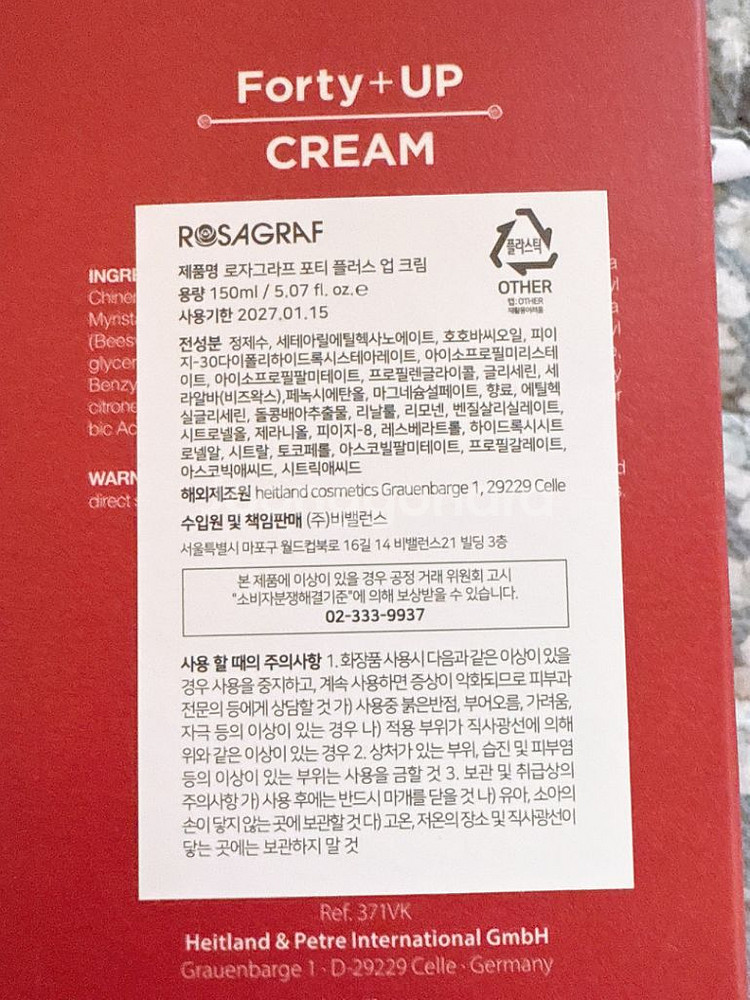 Forty+UP
CREAM
ROSAGRAF
플라스틱
OTHER
캡: OTHER
재활용어려움
제품명 로자그라프 포티 플러스 업 크림
용량 150ml / 5.07 fl. oz.℮
사용기한 2027.01.15
전성분 정제수, 세테아릴에틸헥사노에이트, 호호바씨오일, 피이
지-30다이폴리하이드록시스테아레이트, 아이소프로필미리스테
이트, 아이소프로필팔미테이트, 프로필렌글라이콜, 글리세린, 세
라알바(비즈왁스),페녹시에탄올, 마그네슘설페이트, 향료, 에틸헥
실글리세린, 돌콩배아추출물, 리날룰, 리모넨, 벤질살리실레이트,
시트로넬올, 제라니올, 피이지-8, 레스베라트롤, 하이드록시시트
로넬알, 시트랄, 토코페롤, 아스코빌팔미테이트, 프로필갈레이트,
아스코빅애씨드, 시트릭애씨드
해외제조원 heitland cosmetics Grauenbarge 1, 29229 Celle
수입원 및 책임판매 (주)비밸런스
서울특별시 마포구 월드컵북로 16길 14 비밸런스21 빌딩 3층
본 제품에 이상이 있을 경우 공정 거래 위원회 고시
"소비자분쟁해결기준"에 의해 보상받을 수 있습니다.
02-333-9937
사용 할 때의 주의사항 1. 화장품 사용시 다음과 같은 이상이 있을
경우 사용을 중지하고, 계속 사용하면 증상이 악화되므로 피부과
전문의 등에게 상담할 것 가) 사용중 붉은반점, 부어오름, 가려움,
자극 등의 이상이 있는 경우 나) 적용 부위가 직사광선에 의해
위와 같은 이상이 있는 경우 2. 상처가 있는 부위, 습진 및 피부염
등의 이상이 있는 부위는 사용을 금할 것 3. 보관 및 취급상의
주의사항 가) 사용 후에는 반드시 마개를 닫을 것 나) 유아, 소아의
손이 닿지 않는 곳에 보관할 것 다) 고온, 저온의 장소 및 직사광선이
닿는 곳에는 보관하지 말 것
Ref. 371VK
Heitland & Petre International GmbH
Grauenbarge 1 · D-29229 Celle · Germany